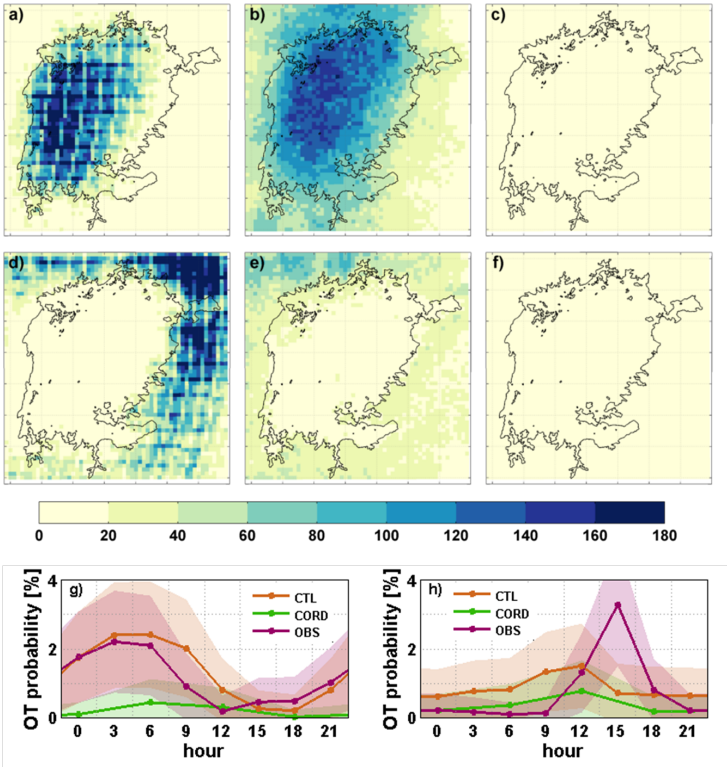 a) b) c)
d) e) f)
0 20 40 60 80 100 120 140 160 180
g) h)
4 4
CTL CTL
CORD CORD
OBS OBS
2 2
0 0
OT probability [%] OT probability [%]
0 3 6 9 12 15 18 21 0 3 6 9 12 15 18 21
hour hour